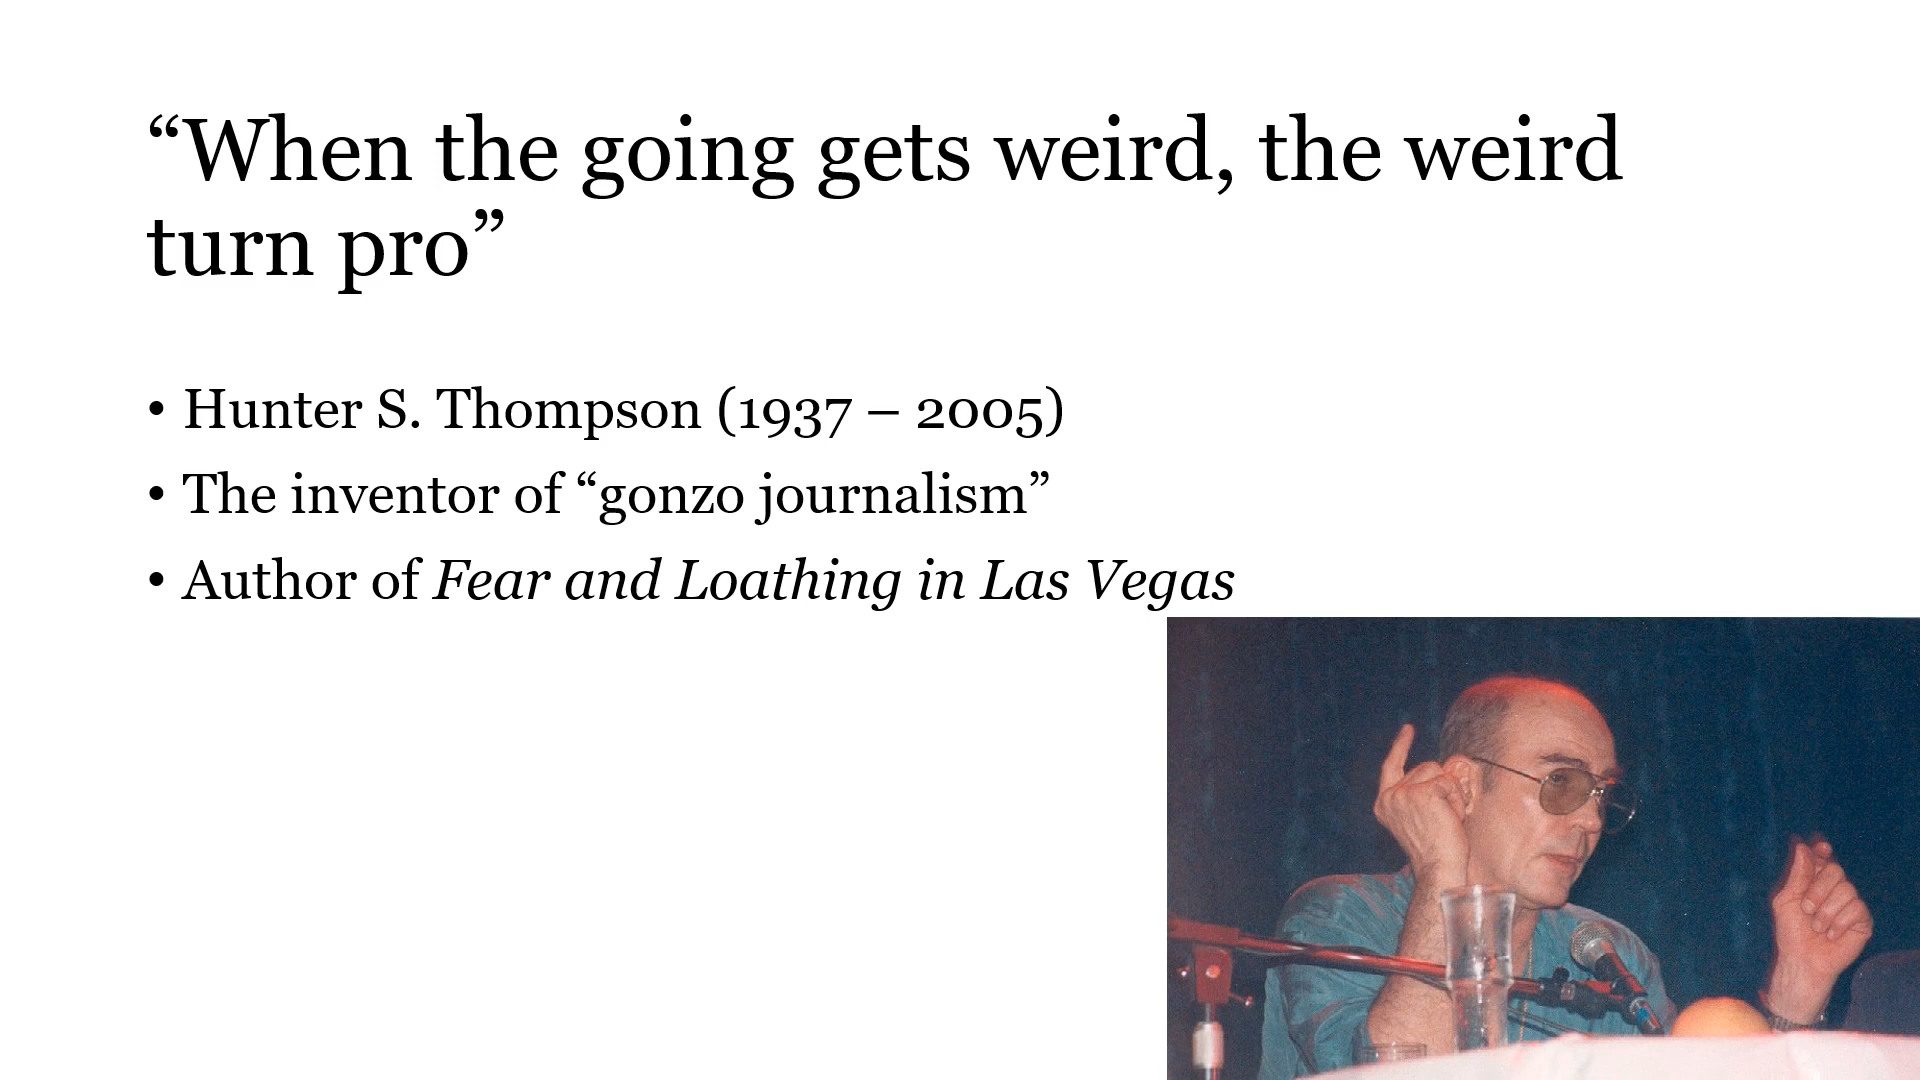 “When the going gets weird, the weird
turn pro”
• Hunter S. Thompson (1937 – 2005)
• The inventor of “gonzo journalism”
• Author of Fear and Loathing in Las Vegas